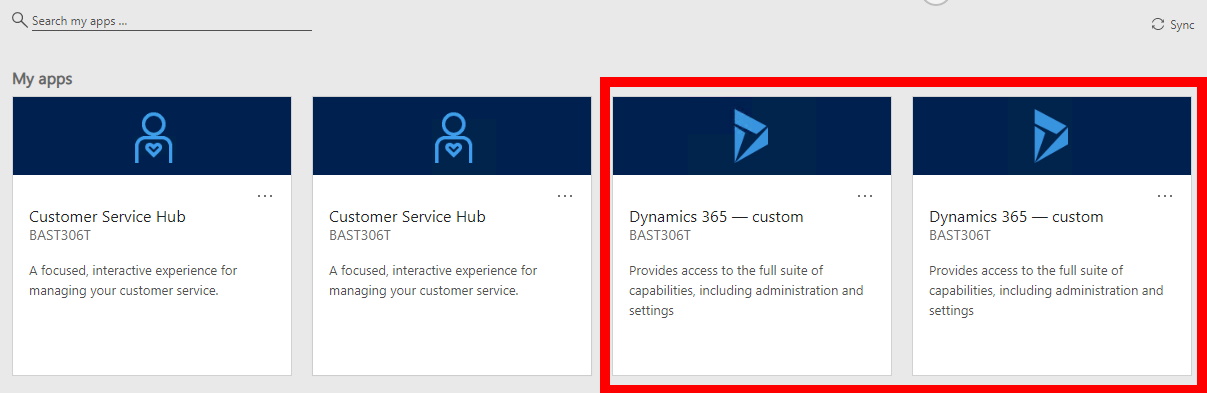 Search my apps ...
Sync
My apps
...
Customer Service Hub
BAST306T
A focused, interactive experience for
managing your customer service.
...
Customer Service Hub
BAST306T
A focused, interactive experience for
managing your customer service.
...
Dynamics 365 — custom
BAST306T
Provides access to the full suite of
capabilities, including administration and
settings
...
Dynamics 365 — custom
BAST306T
Provides access to the full suite of
capabilities, including administration and
settings